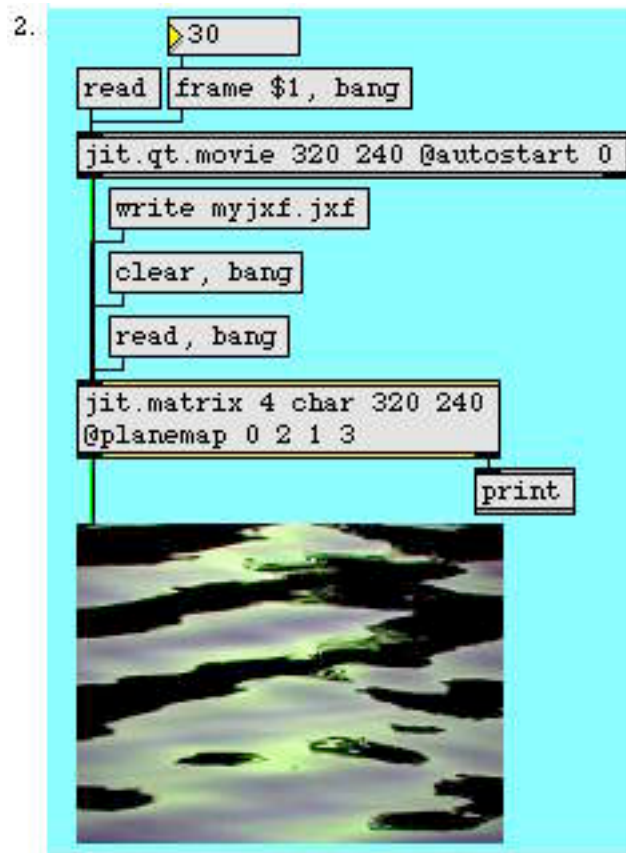 2.
30
read
frame $1, bang
jit.qt.movie 320 240 @autostart 0
write myjxf.jxf
clear, bang
read, bang
jit.matrix 4 char 320 240
@planemap 0 2 1 3
print